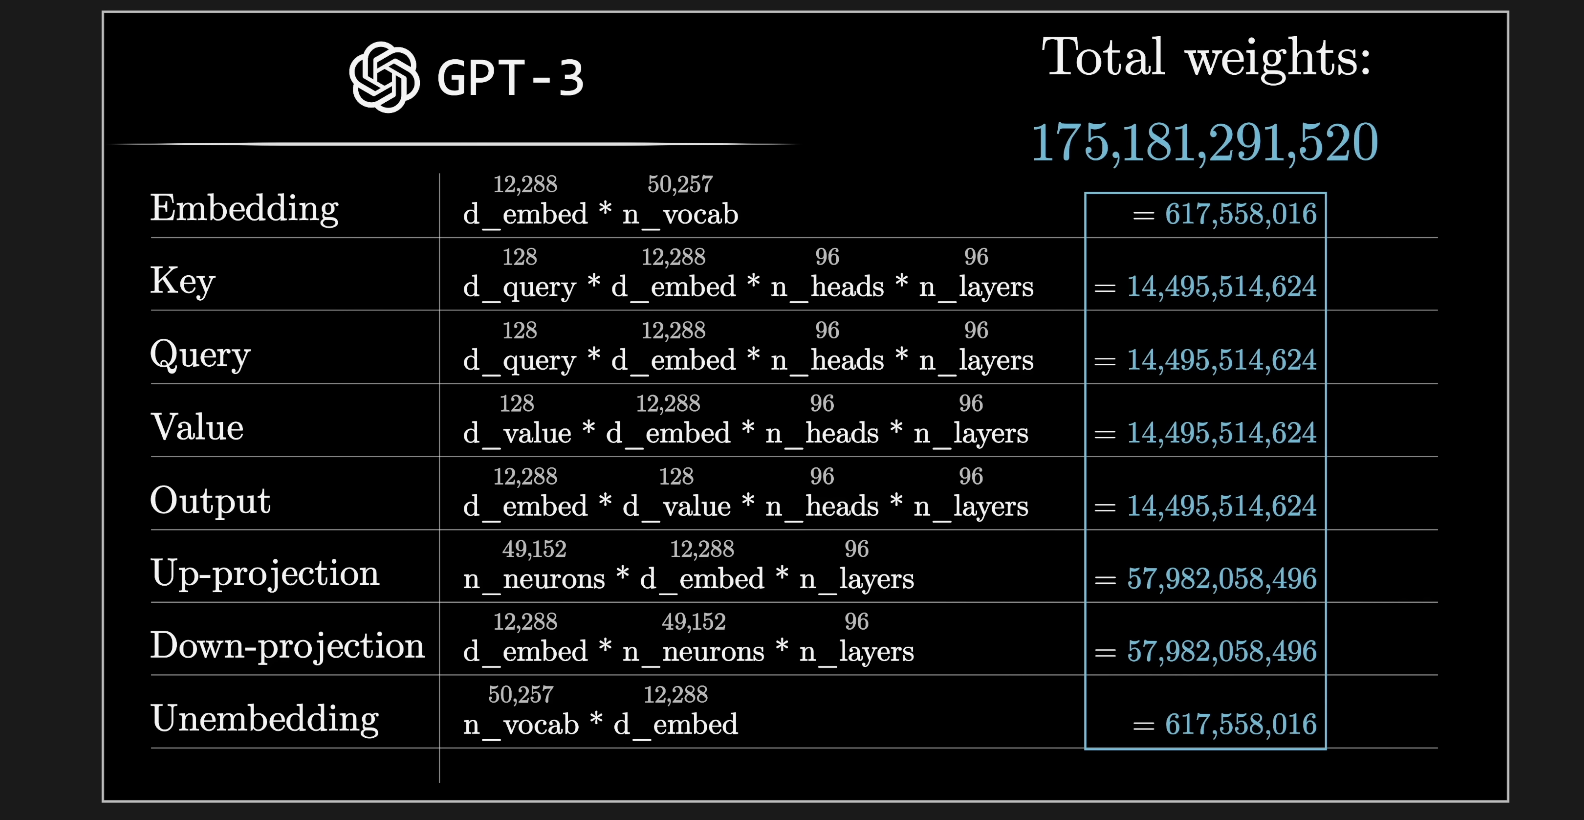 GPT-3
Total weights:
175,181,291,520
12,288 50,257
Embedding d_embed * n_vocab = 617,558,016
128 12,288 96 96
Key d_query * d_embed * n_heads * n_layers = 14,495,514,624
128 12,288 96 96
Query d_query * d_embed * n_heads * n_layers = 14,495,514,624
128 12,288 96 96
Value d_value * d_embed * n_heads * n_layers = 14,495,514,624
12,288 128 96 96
Output d_embed * d_value * n_heads * n_layers = 14,495,514,624
49,152 12,288 96
Up-projection n_neurons * d_embed * n_layers = 57,982,058,496
12,288 49,152 96
Down-projection d_embed * n_neurons * n_layers = 57,982,058,496
50,257 12,288
Unembedding n_vocab * d_embed = 617,558,016